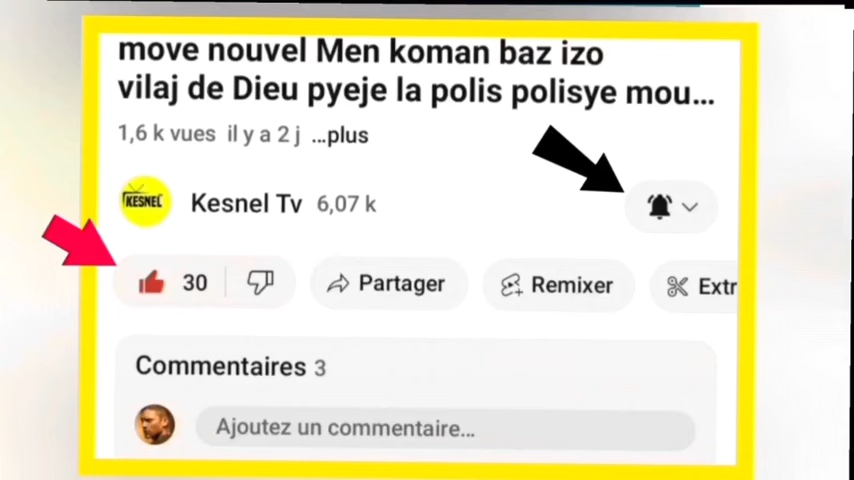 move nouvel Men koman baz izo
vilaj de Dieu pyeje la polis polisye mou...
1,6 k vues il y a 2 j ...plus
KESNEL
Kesnel Tv 6,07 k
30 Partager Remixer Extr
Commentaires 3
Ajoutez un commentaire...